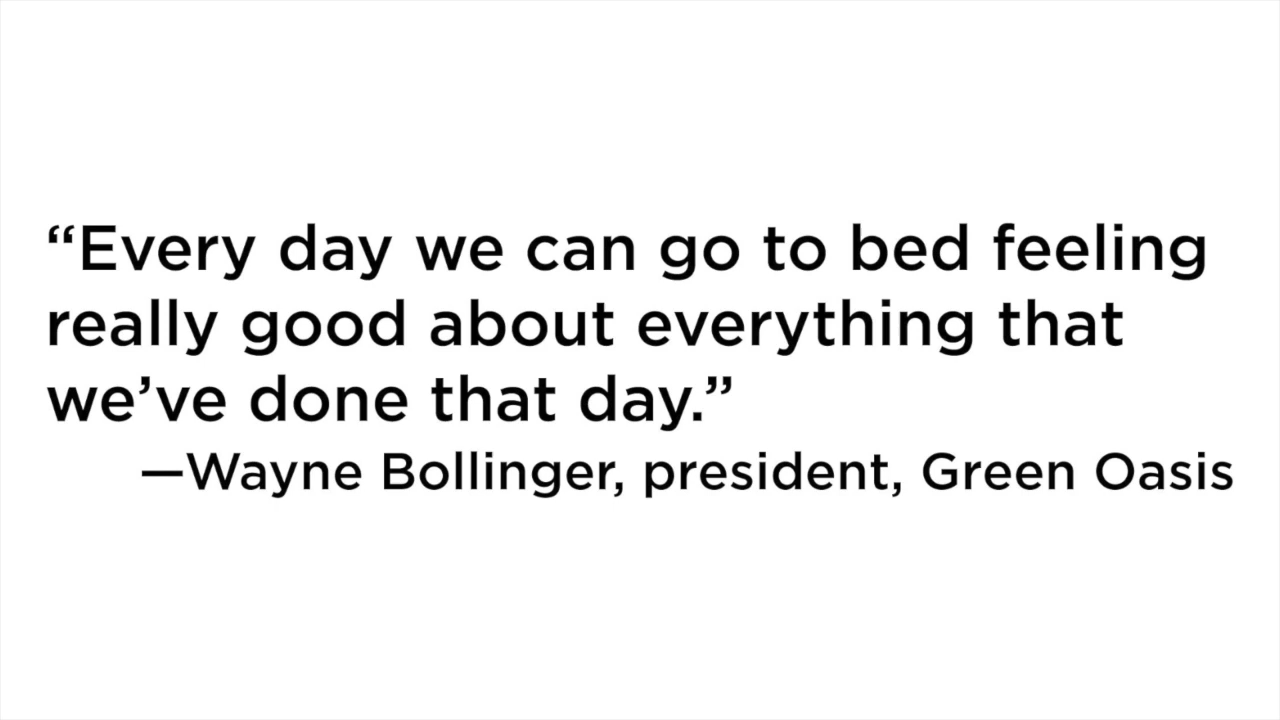 “Every day we can go to bed feeling
really good about everything that
we’ve done that day.”
—Wayne Bollinger, president, Green Oasis